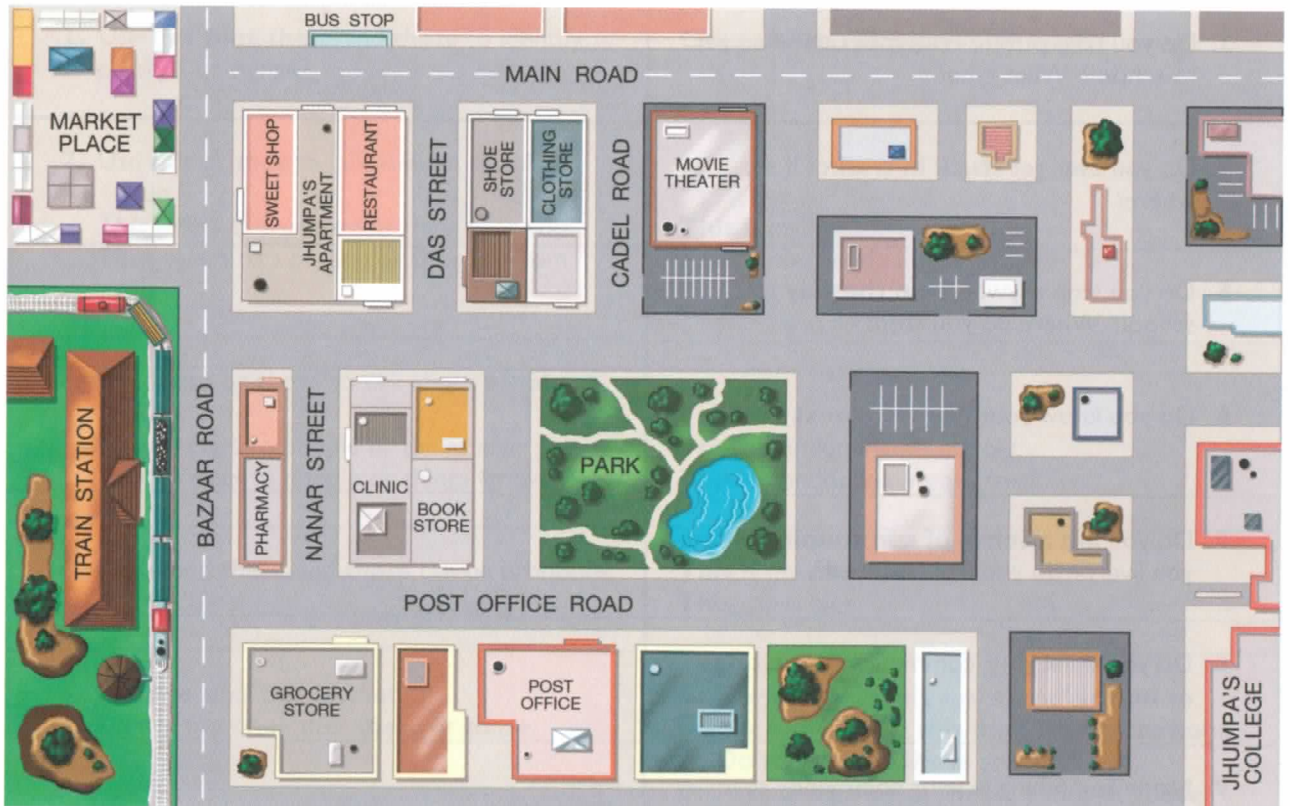 BUS STOP
MAIN ROAD
MARKET
PLACE
SWEET SHOP
JHUMPA'S
APARTMENT
RESTAURANT
DAS STREET
SHOE
STORE
CLOTHING
STORE
CADEL ROAD
MOVIE
THEATER
TRAIN STATION
BAZAAR ROAD
PHARMACY
NANAR STREET
CLINIC
BOOK
STORE
PARK
POST OFFICE ROAD
GROCERY
STORE
POST
OFFICE
JHUMPA'S
COLLEGE